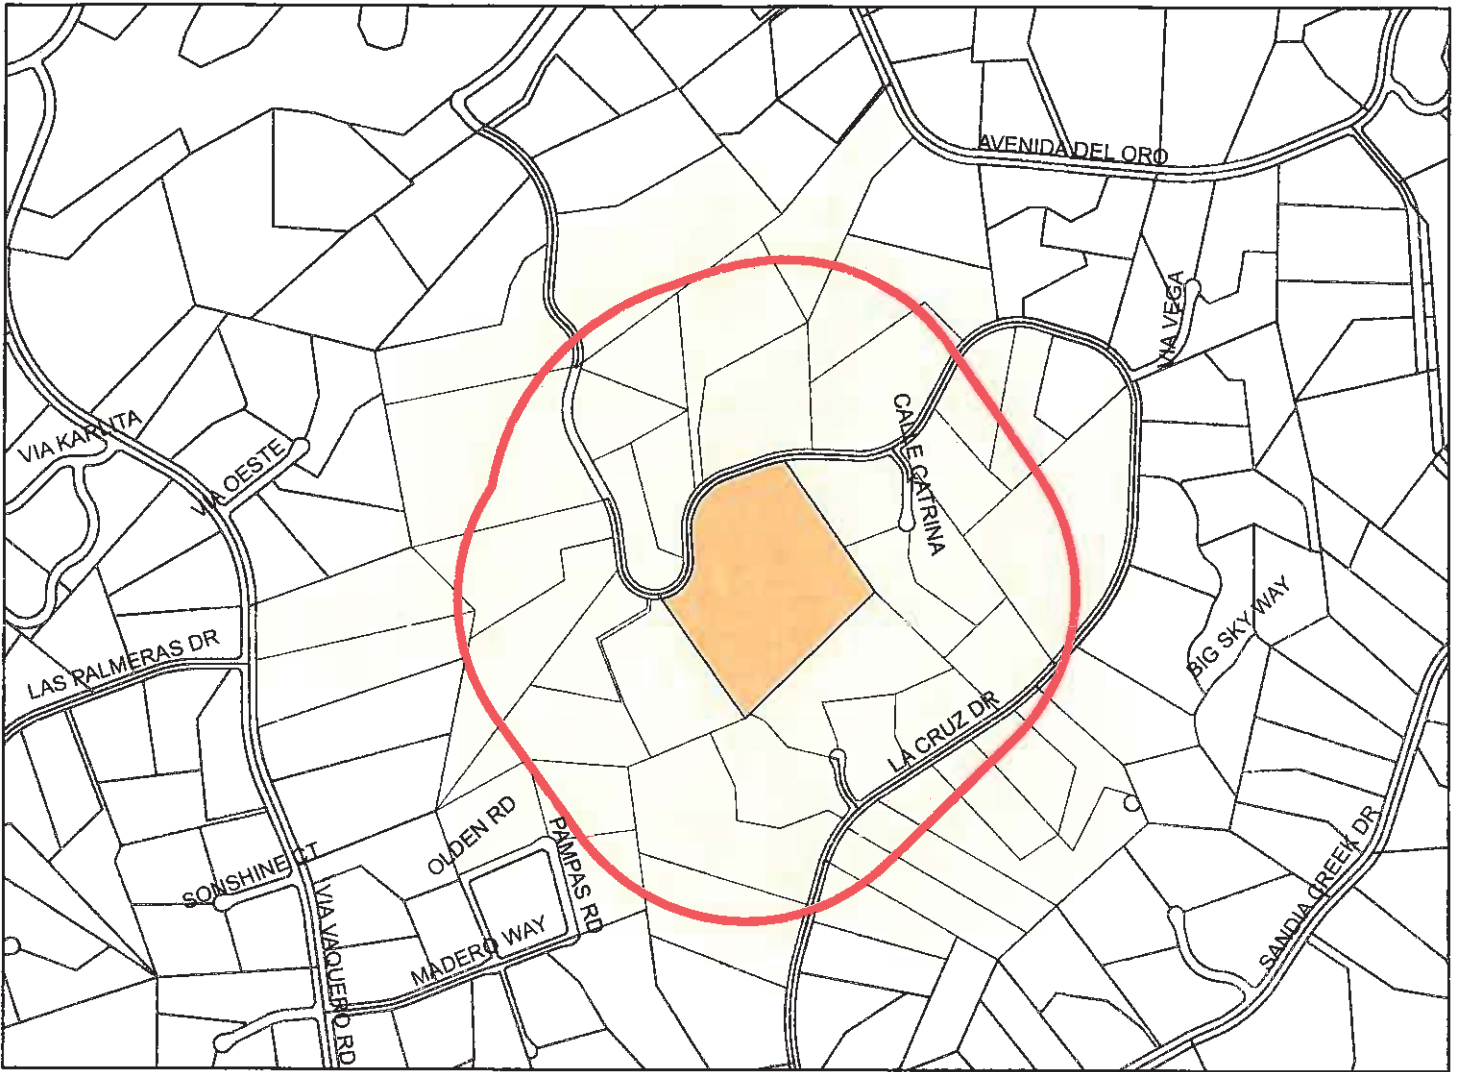 AVENIDA DEL ORO
VIA VEGA
CALLE CATRINA
VIA KARLITA
VIA OESTE
BIG SKY WAY
LAS PALMERAS DR
LA CRUZ DR
OLDEN RD
PAMPAS RD
SONSHINE CT
SANDIA CREEK DR
VIA VAQUERO RD
MADERO WAY